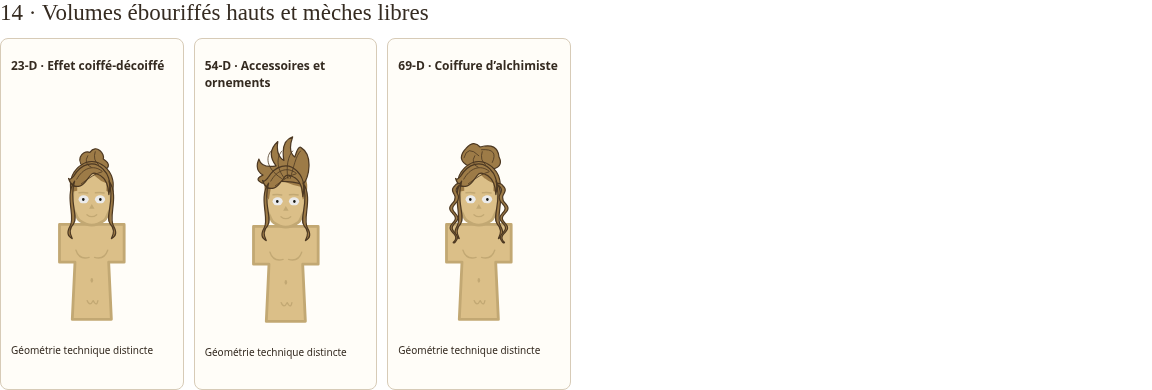 14 · Volumes ébouriffés hauts et mèches libres
23-D · Effet coiffé-décoiffé
Géométrie technique distincte
54-D · Accessoires et
ornements
Géométrie technique distincte
69-D · Coiffure d’alchimiste
Géométrie technique distincte